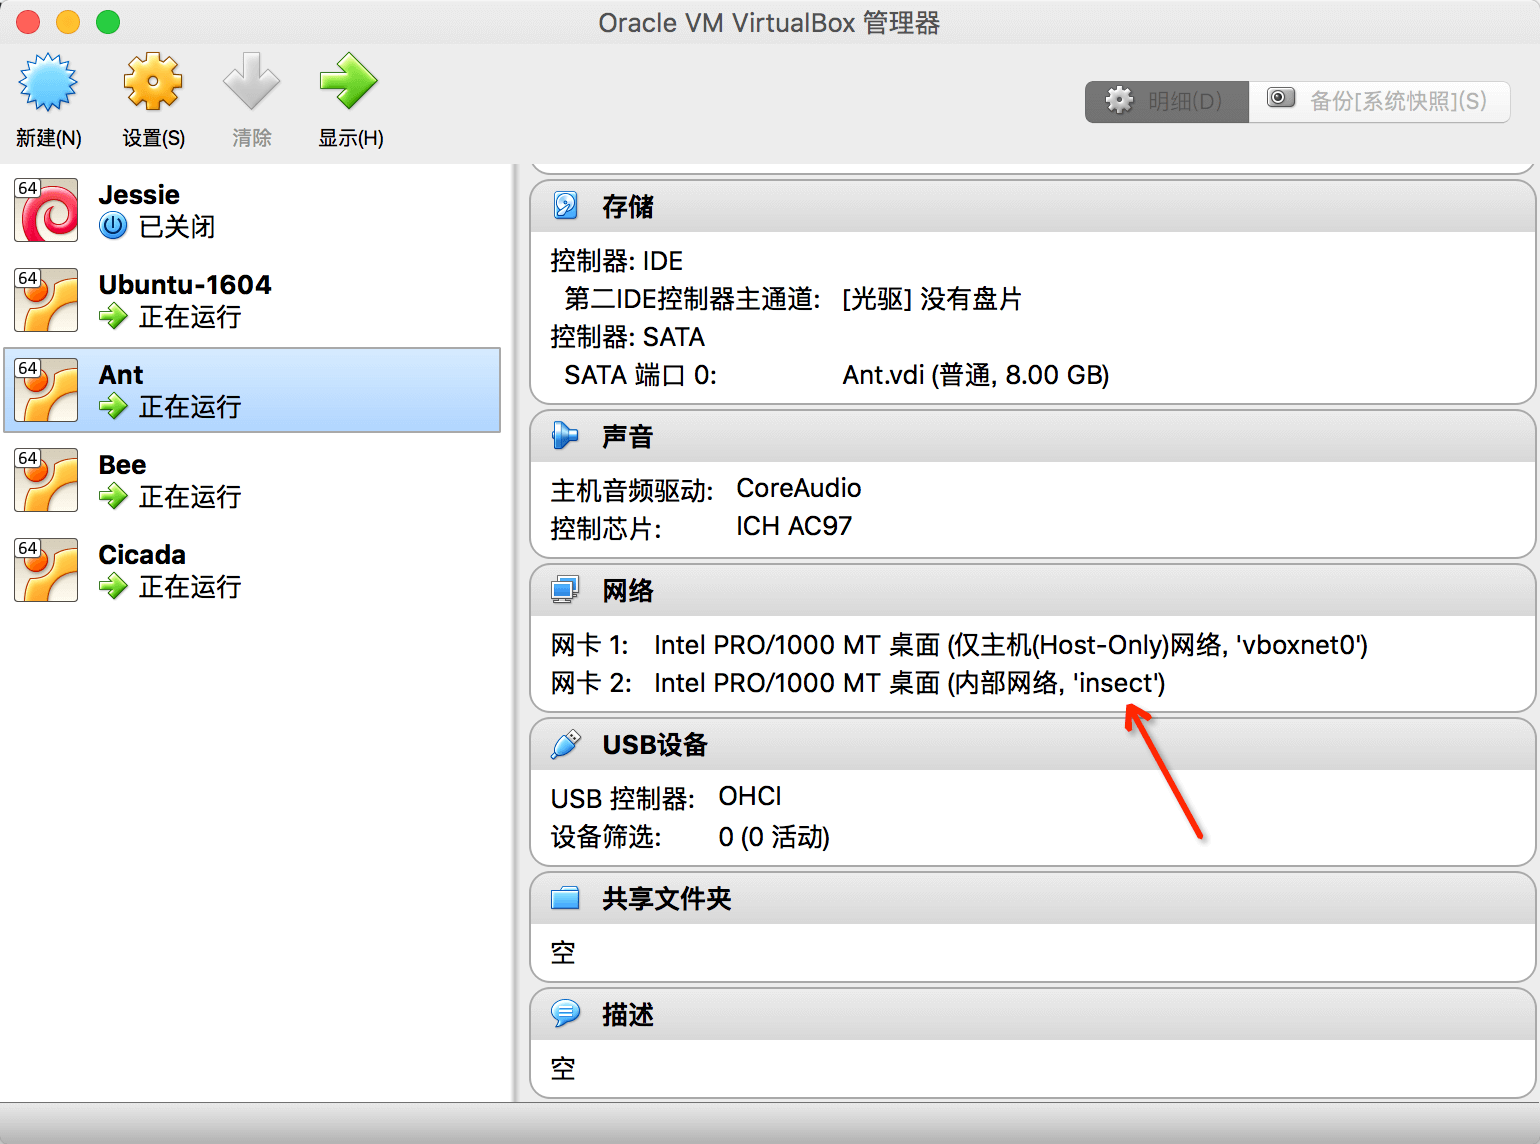 Oracle VM VirtualBox 管理器
新建(N)
设置(S)
清除
显示(H)
明细(D)
备份[系统快照](S)
64
Jessie
已关闭
64
Ubuntu-1604
正在运行
64
Ant
正在运行
64
Bee
正在运行
64
Cicada
正在运行
存储
控制器: IDE
第二IDE控制器主通道: [光驱] 没有盘片
控制器: SATA
SATA 端口 0: Ant.vdi (普通, 8.00 GB)
声音
主机音频驱动: CoreAudio
控制芯片: ICH AC97
网络
网卡 1: Intel PRO/1000 MT 桌面 (仅主机(Host-Only)网络, 'vboxnet0')
网卡 2: Intel PRO/1000 MT 桌面 (内部网络, 'insect')
USB设备
USB 控制器: OHCI
设备筛选: 0 (0 活动)
共享文件夹
空
描述
空